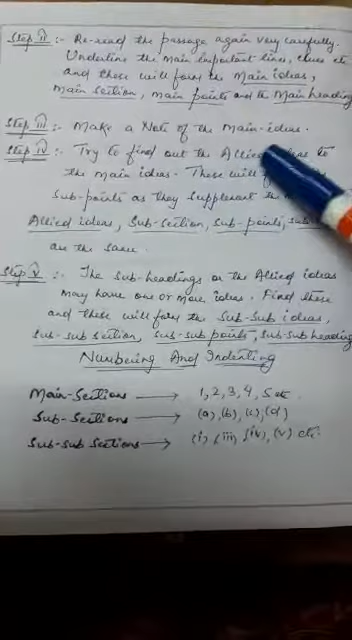 Step ii :- Re-read the passage again very carefully.
Underline the main important lines, clues etc
and these will form the Main ideas,
Main section, main points and the Main heading
Step iii :- Make a Note of the Main-ideas.
Step iv :- Try to find out the Allied ideas to
the main ideas. These will
Sub-points as they supplement the
Allied ideas, Sub-section, sub-points,
are the same.
Step v :- The sub-headings or the Allied ideas
may have one or more ideas. Find these
and these will form the Sub-Sub ideas,
sub-sub section, sub-sub points, sub-sub heading
Numbering And Indenting
Main-Sections → 1, 2, 3, 4, 5 etc.
Sub-Sections → (a), (b), (c), (d)
Sub-sub sections → (i), (iii), (iv), (v) etc.